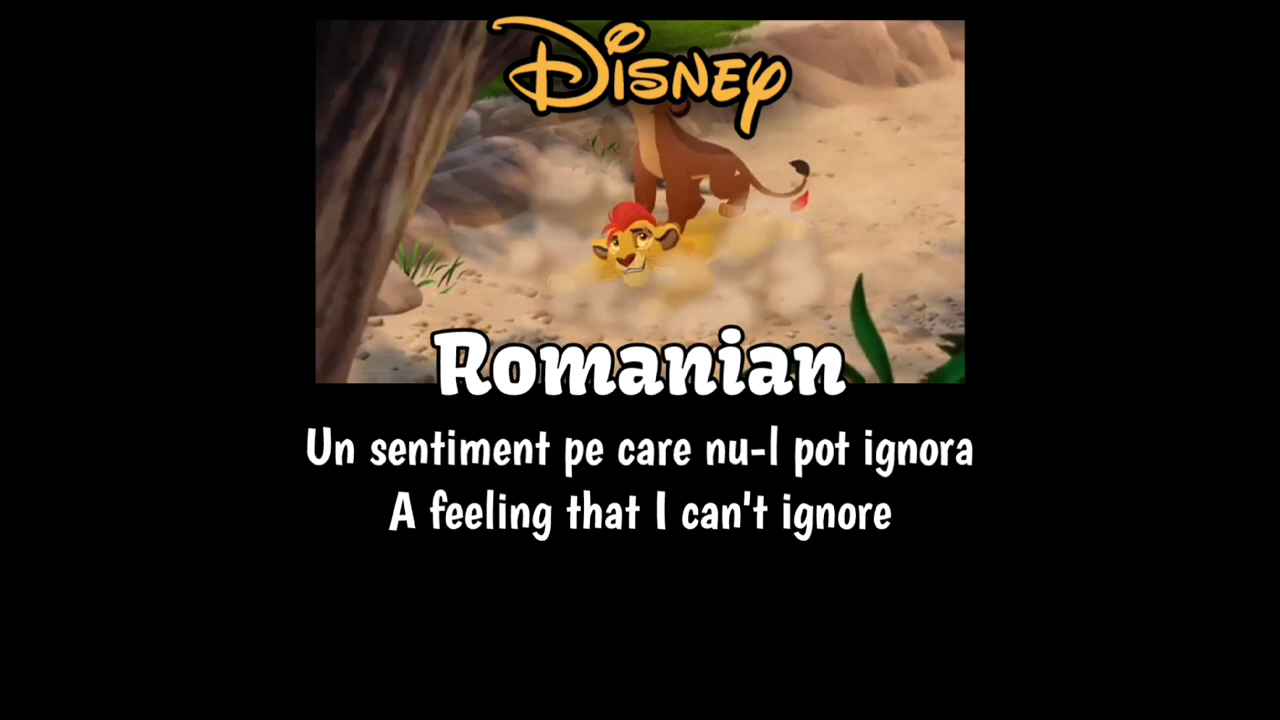 Disney
Romanian
Un sentiment pe care nu-l pot ignora
A feeling that I can't ignore